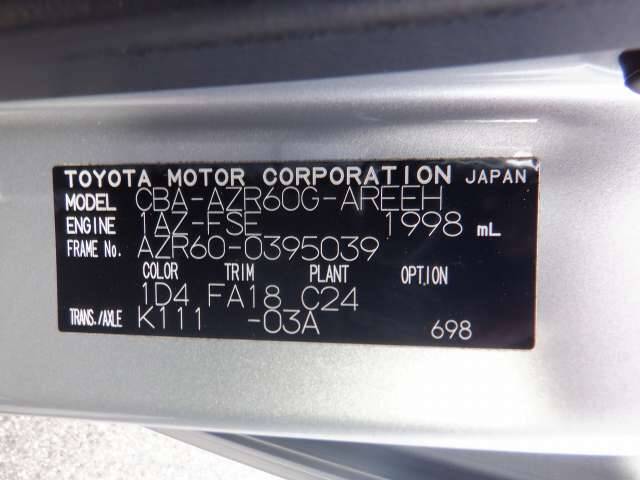 TOYOTA MOTOR CORPORATION JAPAN
MODEL CBA-AZR60G-AREEH
ENGINE 1AZ-FSE 1998 mL
FRAME No. AZR60-0395039
COLOR TRIM PLANT OPTION
1D4 FA18 C24
TRANS./AXLE K111 -03A 698